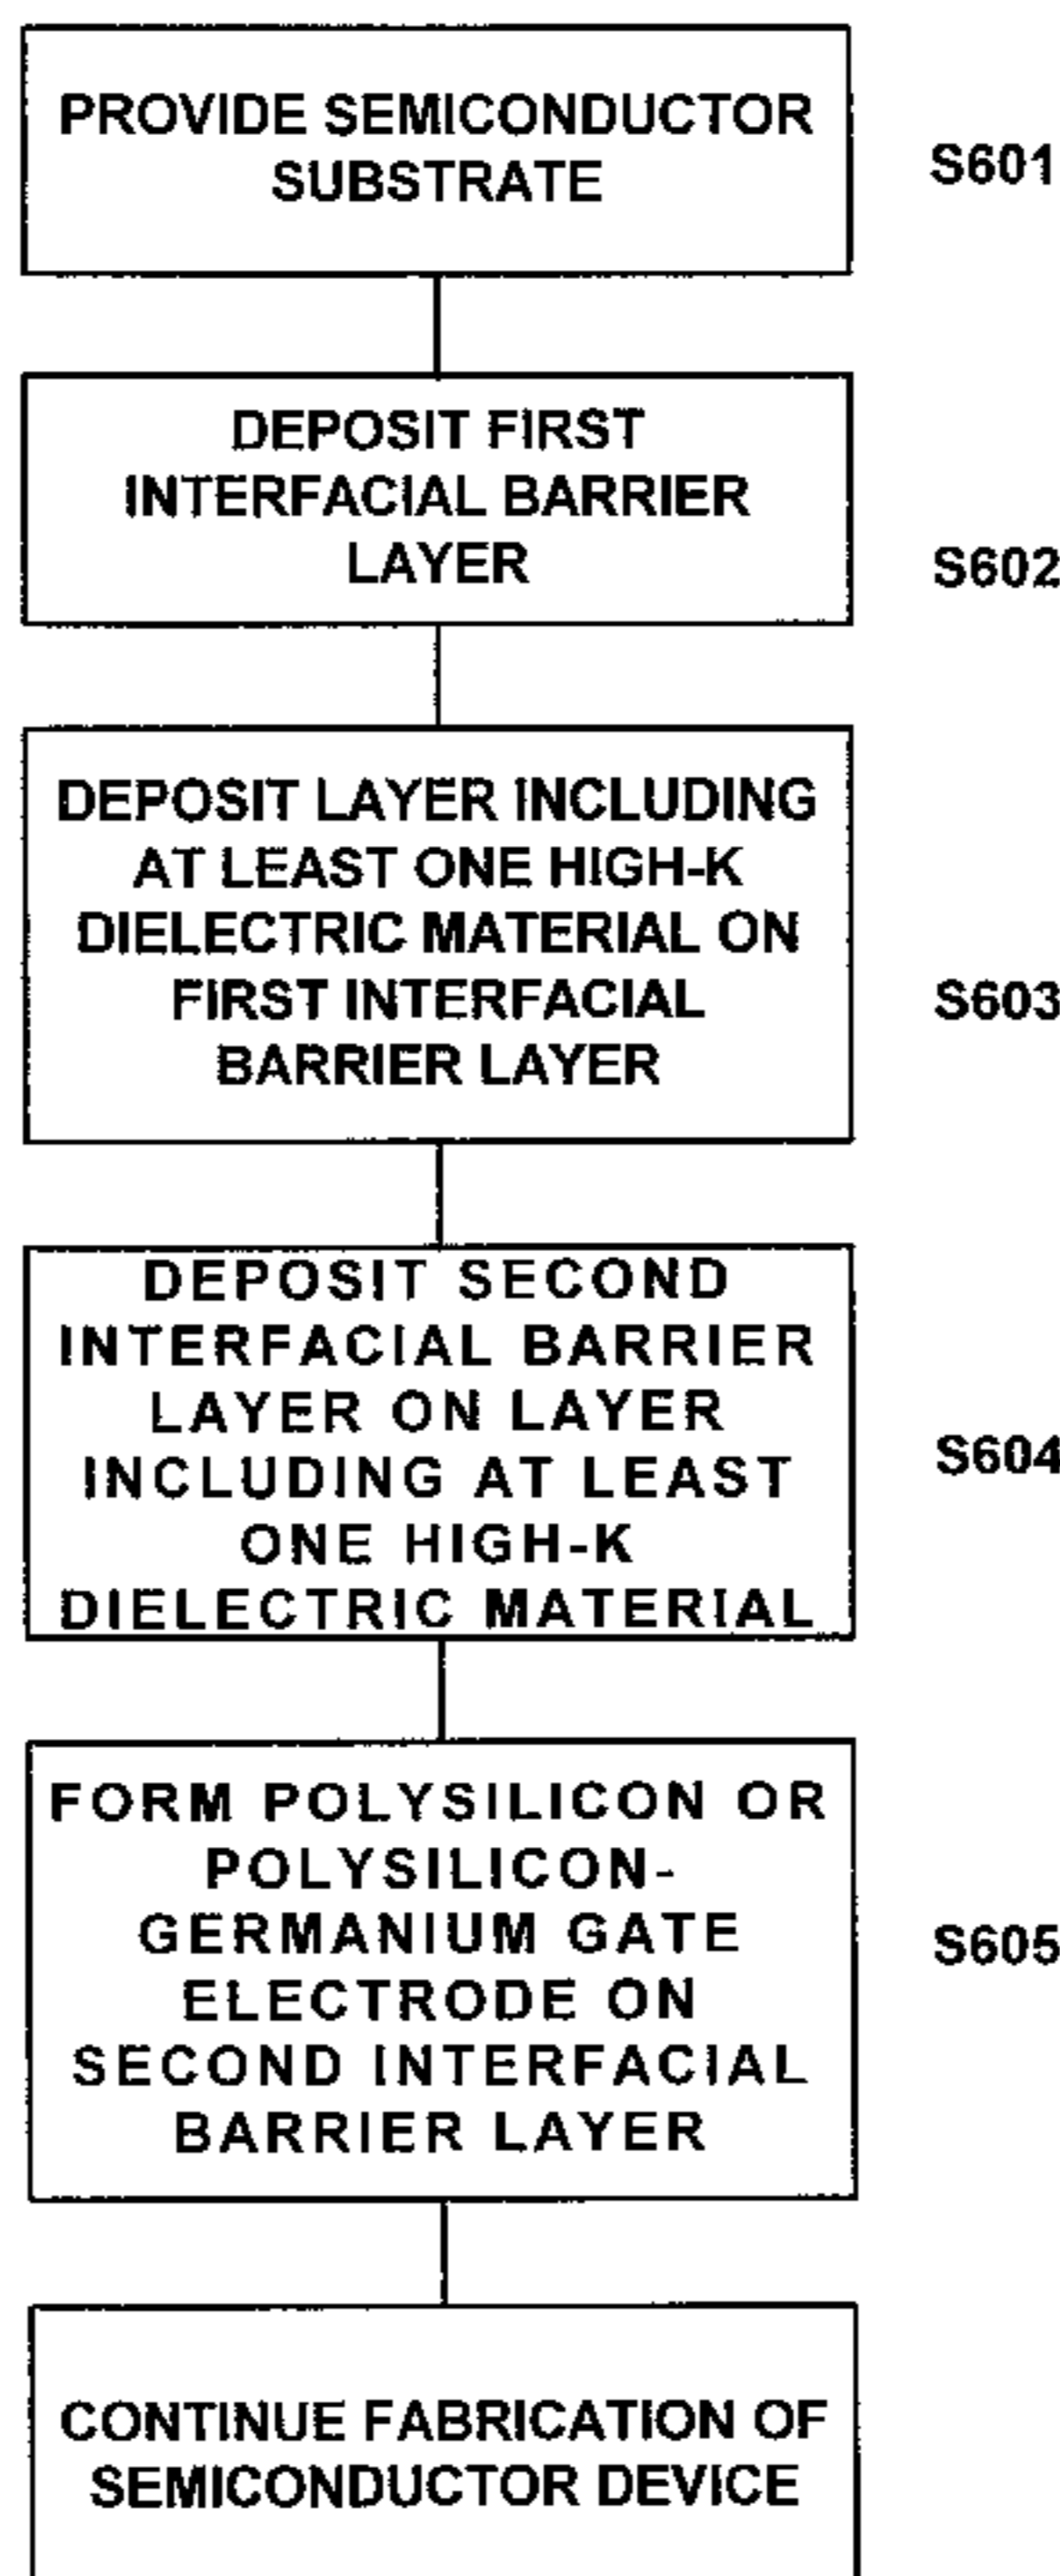 PROVIDE SEMICONDUCTOR
SUBSTRATE
S601
DEPOSIT FIRST
INTERFACIAL BARRIER
LAYER
S602
DEPOSIT LAYER INCLUDING
AT LEAST ONE HIGH-K
DIELECTRIC MATERIAL ON
FIRST INTERFACIAL
BARRIER LAYER
S603
DEPOSIT SECOND
INTERFACIAL BARRIER
LAYER ON LAYER
INCLUDING AT LEAST
ONE HIGH-K
DIELECTRIC MATERIAL
S604
FORM POLYSILICON OR
POLYSILICON-
GERMANIUM GATE
ELECTRODE ON
SECOND INTERFACIAL
BARRIER LAYER
S605
CONTINUE FABRICATION OF
SEMICONDUCTOR DEVICE